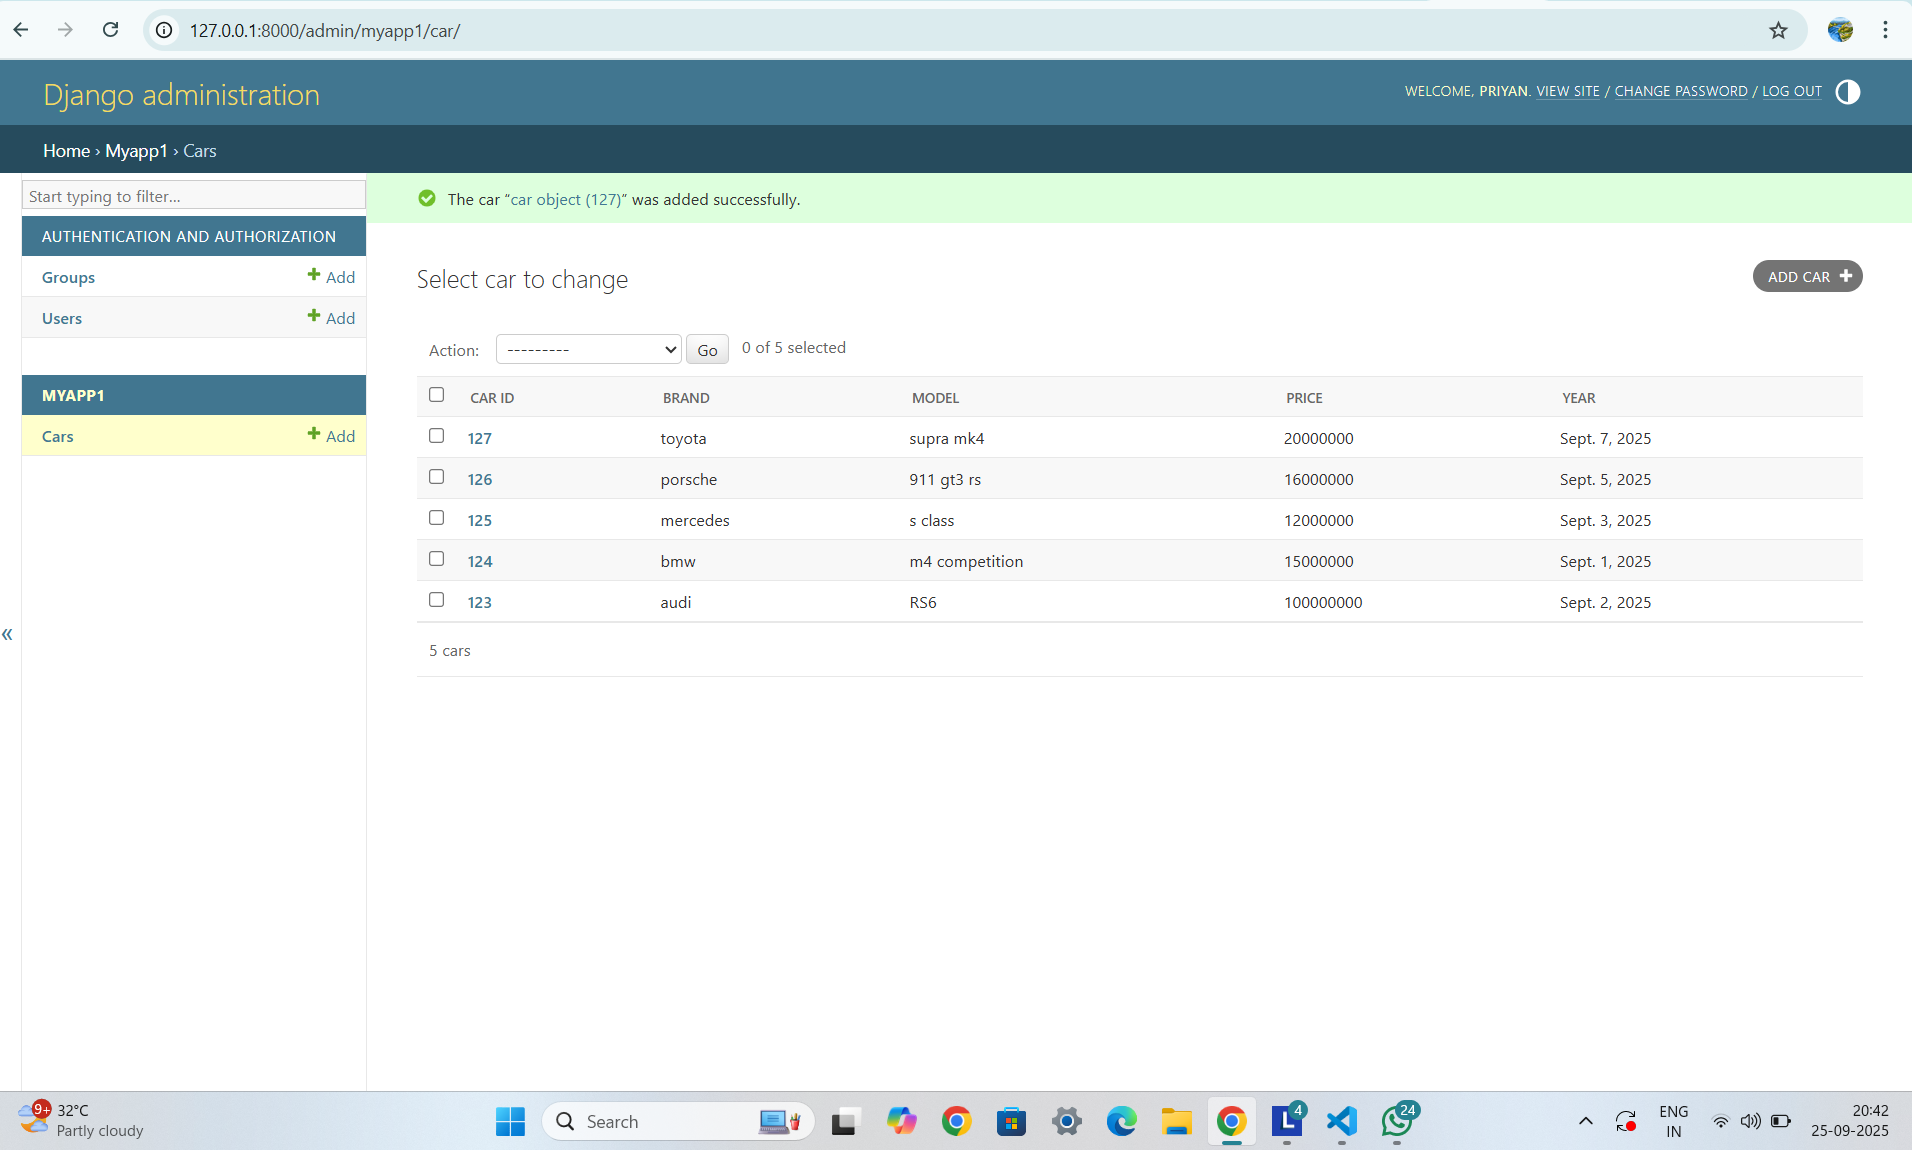 127.0.0.1:8000/admin/myapp1/car/
Django administration
WELCOME, PRIYAN. VIEW SITE / CHANGE PASSWORD / LOG OUT
Home › Myapp1 › Cars
Start typing to filter...
The car “car object (127)” was added successfully.
AUTHENTICATION AND AUTHORIZATION
Groups Add
Users Add
MYAPP1
Cars Add
Select car to change
ADD CAR
Action: --------- Go 0 of 5 selected
CAR ID BRAND MODEL PRICE YEAR
127 toyota supra mk4 20000000 Sept. 7, 2025
126 porsche 911 gt3 rs 16000000 Sept. 5, 2025
125 mercedes s class 12000000 Sept. 3, 2025
124 bmw m4 competition 15000000 Sept. 1, 2025
123 audi RS6 100000000 Sept. 2, 2025
5 cars
«
9+ 32°C
Partly cloudy
Search
L 4
24
ENG
IN
20:42
25-09-2025